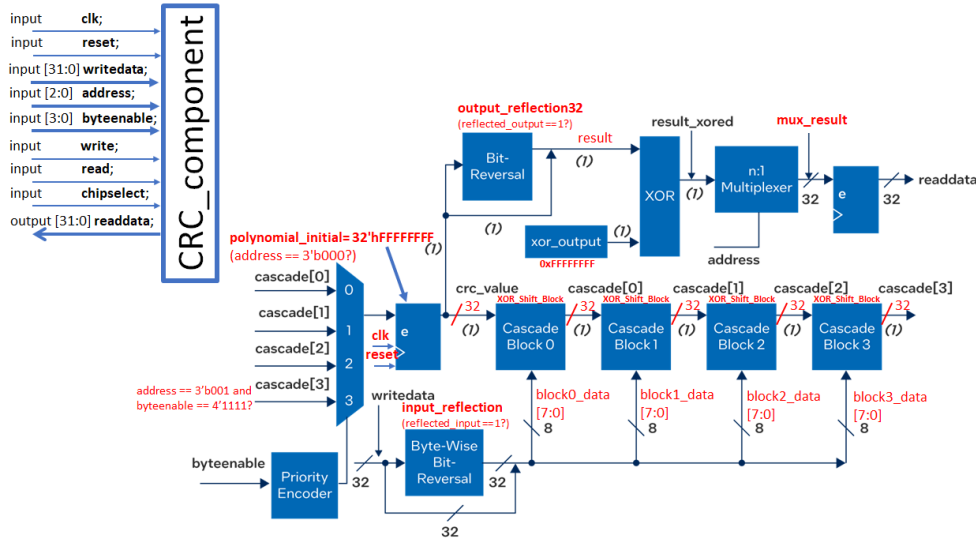 input clk;
input reset;
input [31:0] writedata;
input [2:0] address;
input [3:0] byteenable;
input write;
input read;
input chipselect;
output [31:0] readdata;
CRC_component
output_reflection32
(reflected_output==1?)
result
(1)
Bit-
Reversal
(1)
(1)
result_xored
(1)
XOR
xor_output
0xFFFFFFFF
(1)
mux_result
n:1
Multiplexer
32
address
e
32
readdata
polynomial_initial= 32'hFFFFFFFF
(address == 3'b000?)
cascade[0]
cascade[1]
cascade[2]
cascade[3]
0
1
2
3
address == 3'b001 and
byteenable == 4'1111?
byteenable
Priority
Encoder
e
clk
reset
crc_value
32
(1)
XOR_Shift_Block
Cascade
Block 0
cascade[0]
32
(1)
XOR_Shift_Block
Cascade
Block 1
cascade[1]
32
(1)
XOR_Shift_Block
Cascade
Block 2
cascade[2]
32
(1)
XOR_Shift_Block
Cascade
Block 3
cascade[3]
32
(1)
writedata
32
input_reflection
(reflected_input==1?)
Byte-Wise
Bit-
Reversal
32
32
block0_data
[7:0]
8
block1_data
[7:0]
8
block2_data
[7:0]
8
block3_data
[7:0]
8